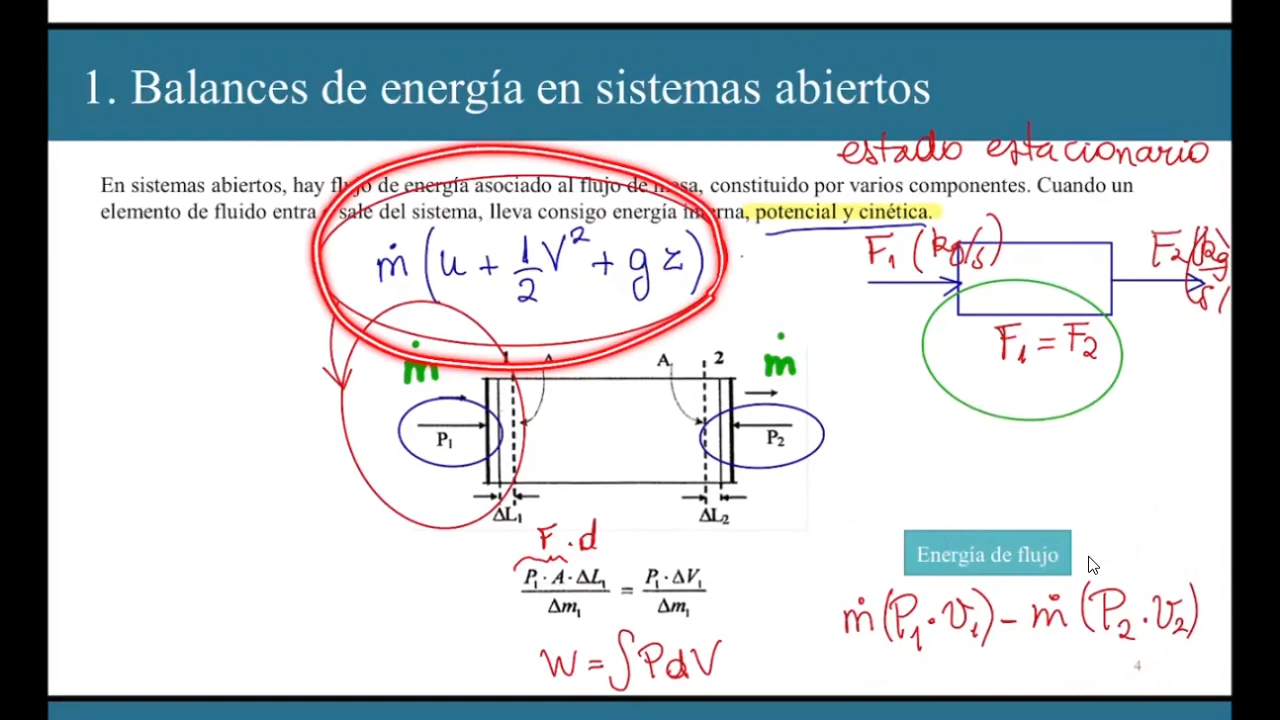 1. Balances de energía en sistemas abiertos
estado estacionario
En sistemas abiertos, hay flujo de energía asociado al flujo de masa, constituido por varios componentes. Cuando un
elemento de fluido entra sale del sistema, lleva consigo energía interna, potencial y cinética.
ṁ (u + 1/2 V² + g z)
F₁ (kg/s)
F₂ (kg/s)
F₁ = F₂
ṁ
1
A
A
2
ṁ
P₁
P₂
ΔL₁
ΔL₂
F · d
P₁ · A · ΔL₁ / Δm₁ = P₁ · ΔV₁ / Δm₁
Energía de flujo
ṁ (P₁ · V₁) - ṁ (P₂ · V₂)
W = ∫ P dV
4